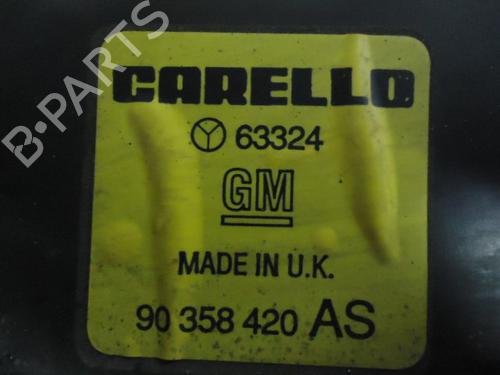 B-PARTS
CARELLO
63324
GM
MADE IN U.K.
90 358 420 AS